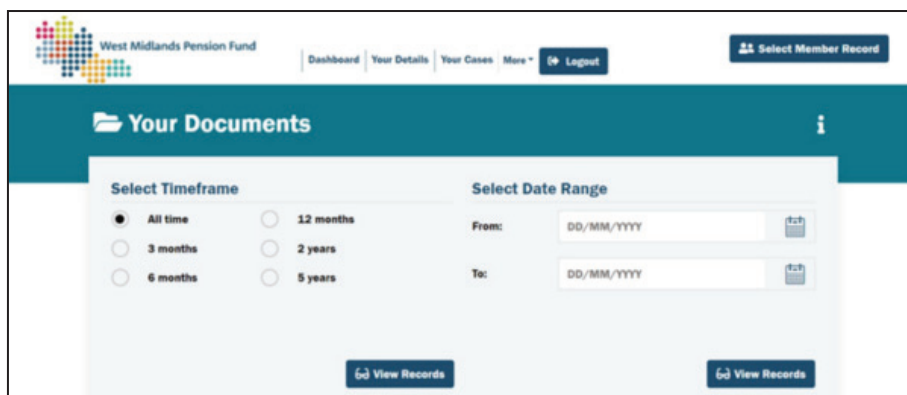 West Midlands Pension Fund
Dashboard Your Details Your Cases More Logout
Select Member Record
Your Documents
Select Timeframe
All time 12 months
3 months 2 years
6 months 5 years
View Records
Select Date Range
From: DD/MM/YYYY
To: DD/MM/YYYY
View Records